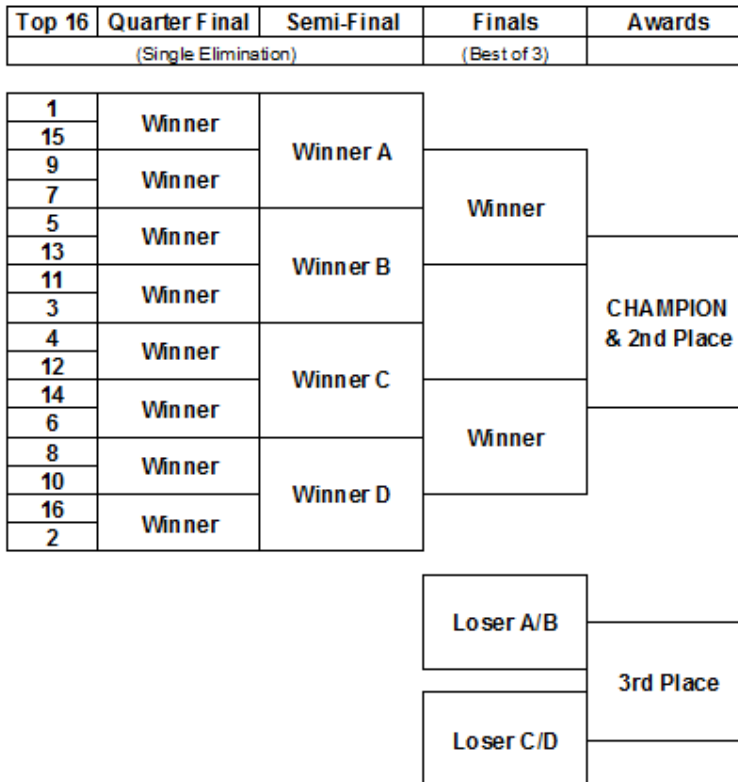 Top 16 Quarter Final Semi-Final Finals Awards
(Single Elimination) (Best of 3)
1
Winner
15
Winner A
9
Winner
7
Winner
5
Winner
13
Winner B
11
Winner
3
CHAMPION
& 2nd Place
4
Winner
12
Winner C
14
Winner
6
Winner
8
Winner
10
Winner D
16
Winner
2
Loser A/B
3rd Place
Loser C/D